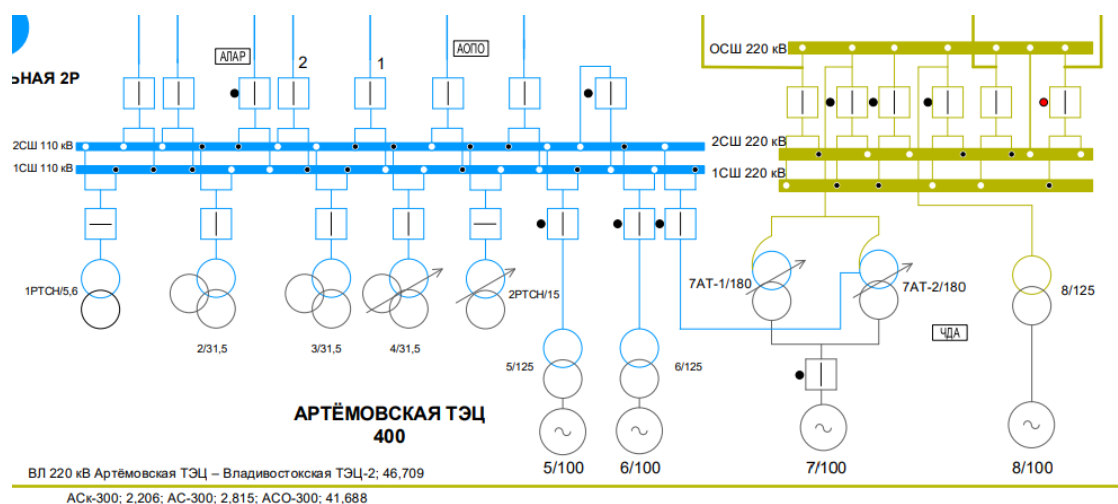 ОСШ 220 кВ
АЛАР
АОПО
2
1
ЬНАЯ 2Р
2СШ 110 кВ
2СШ 220 кВ
1СШ 110 кВ
1СШ 220 кВ
1РТСН/5,6
2РТСН/15
7АТ-1/180
7АТ-2/180
8/125
2/31,5
3/31,5
4/31,5
5/125
6/125
ЧДА
АРТЁМОВСКАЯ ТЭЦ
400
5/100
6/100
7/100
8/100
ВЛ 220 кВ Артёмовская ТЭЦ – Владивостокская ТЭЦ-2; 46,709
АСк-300; 2,206; АС-300; 2,815; АСО-300; 41,688